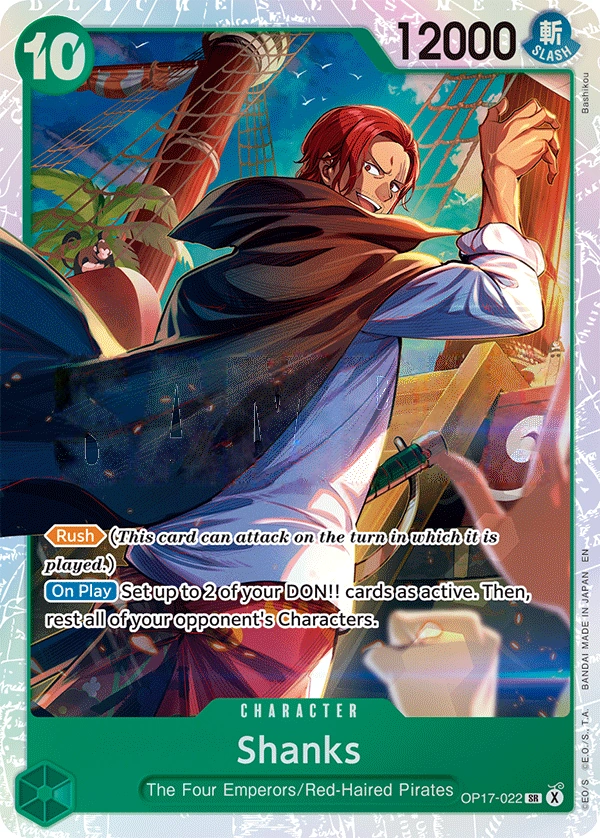 10
12000
斬
SLASH
Bashikou
Rush (This card can attack on the turn in which it is
played.)
On Play Set up to 2 of your DON!! cards as active. Then,
rest all of your opponent's Characters.
BANDAI MADE IN JAPAN EN
©E.O./S., T.A.
©EO/S
CHARACTER
Shanks
The Four Emperors/Red-Haired Pirates
OP17-022 SR X